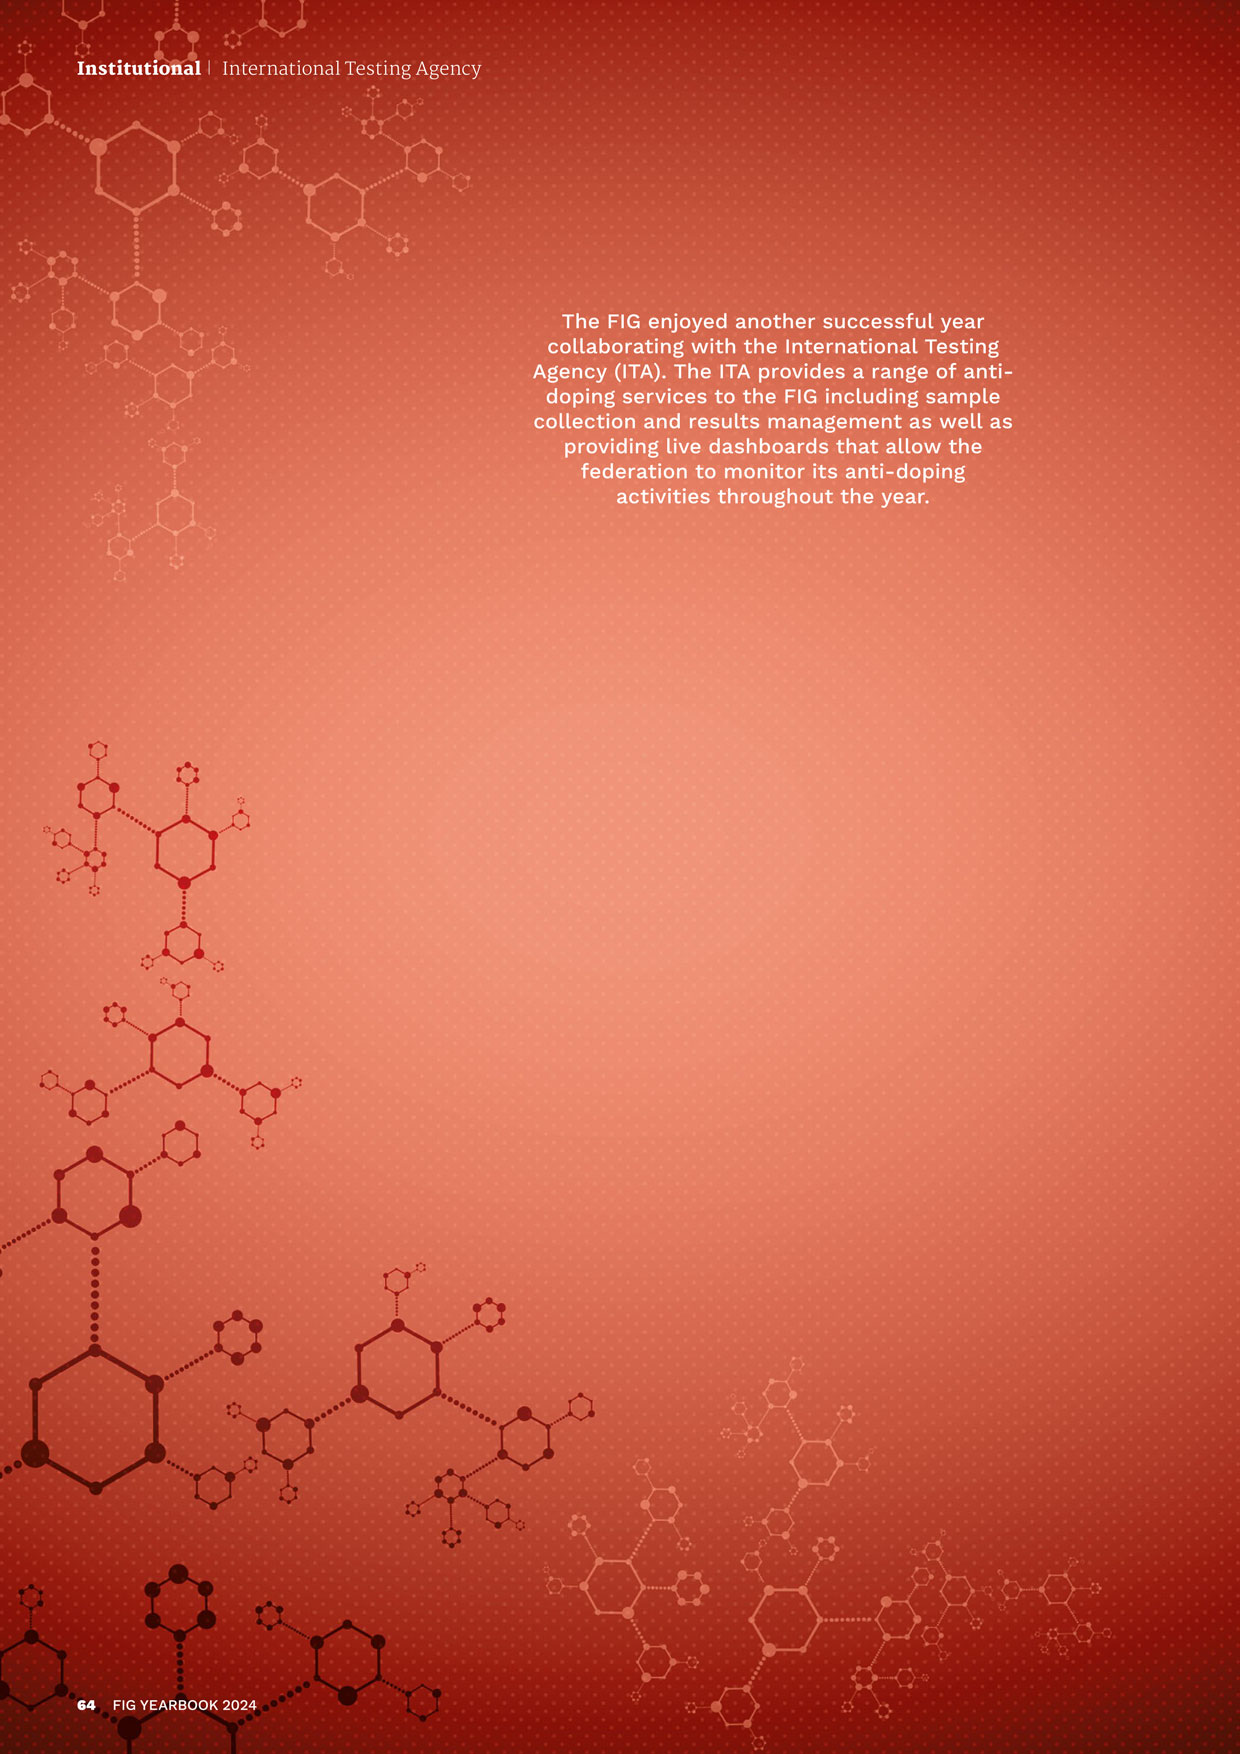 Institutional | International Testing Agency
The FIG enjoyed another successful year
collaborating with the International Testing
Agency (ITA). The ITA provides a range of anti-
doping services to the FIG including sample
collection and results management as well as
providing live dashboards that allow the
federation to monitor its anti-doping
activities throughout the year.
64 FIG YEARBOOK 2024